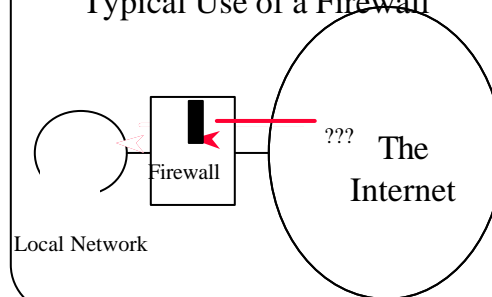 Typical Use of a Firewall
???
The
Internet
Firewall
Local Network